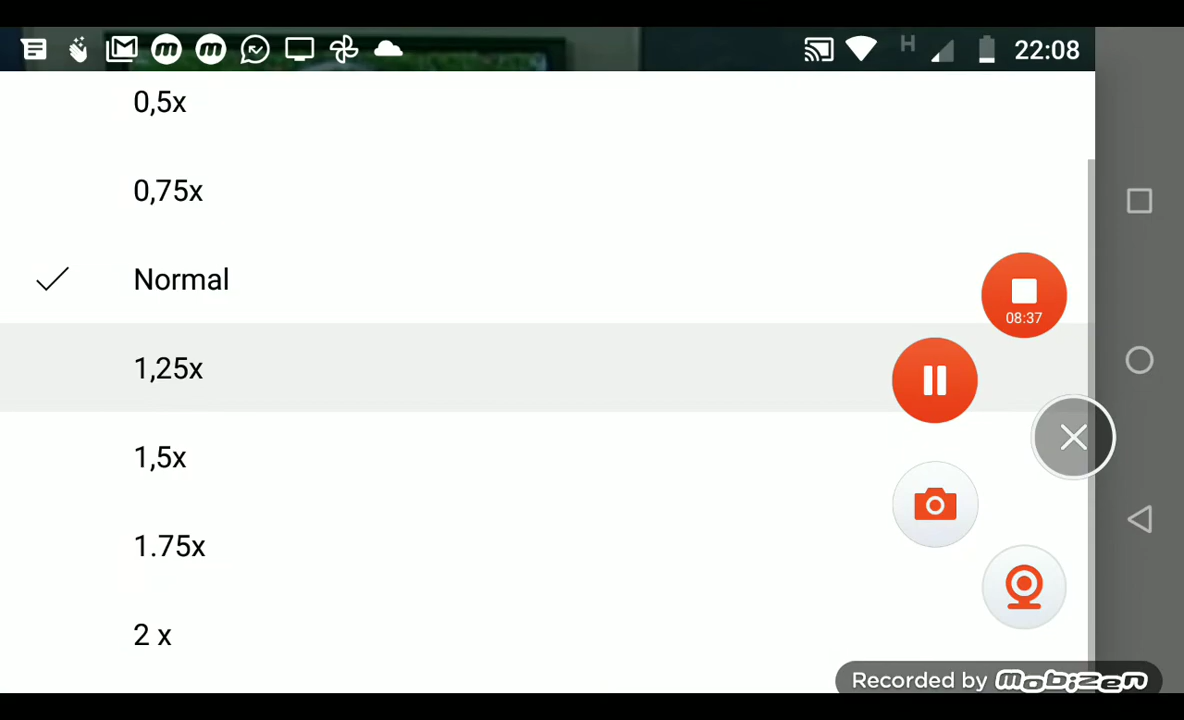 H 22:08
0,5x
0,75x
Normal
1,25x
1,5x
1.75x
2 x
08:37
Recorded by mobizen